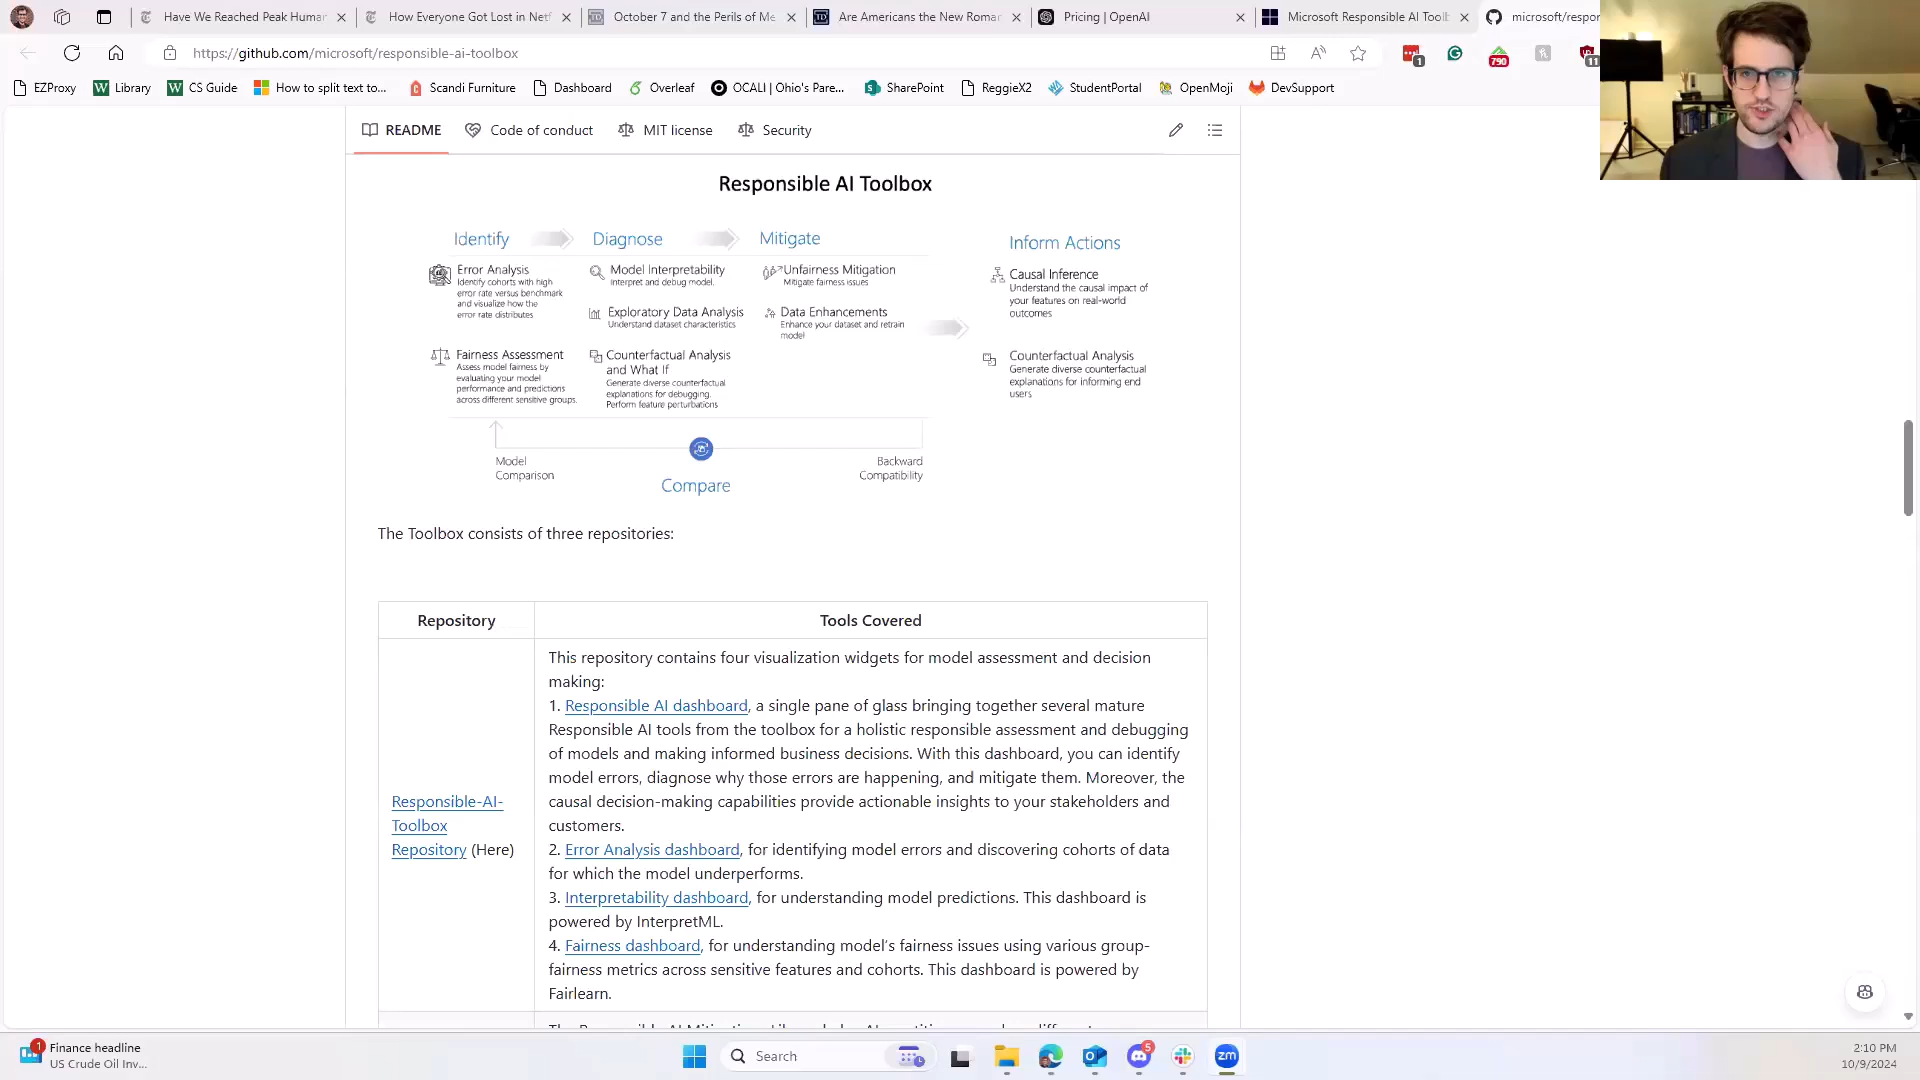 Have We Reached Peak Human
How Everyone Got Lost in Netf
October 7 and the Perils of Me
Are Americans the New Roman
Pricing | OpenAI
Microsoft Responsible AI Toolb
microsoft/respon
https://github.com/microsoft/responsible-ai-toolbox
1
790
11
EZProxy
Library
CS Guide
How to split text to...
Scandi Furniture
Dashboard
Overleaf
OCALI | Ohio's Pare...
SharePoint
ReggieX2
StudentPortal
OpenMoji
DevSupport
README
Code of conduct
MIT license
Security
Responsible AI Toolbox
Identify
Diagnose
Mitigate
Inform Actions
Error Analysis
Identify cohorts with high
error rate versus benchmark
and visualize how the
error rate distributes
Fairness Assessment
Assess model fairness by
evaluating your model
performance and predictions
across different sensitive groups.
Model Interpretability
Interpret and debug model.
Exploratory Data Analysis
Understand dataset characteristics
Counterfactual Analysis
and What If
Generate diverse counterfactual
explanations for debugging.
Perform feature perturbations
Unfairness Mitigation
Mitigate fairness issues
Data Enhancements
Enhance your dataset and retrain
model
Causal Inference
Understand the causal impact of
your features on real-world
outcomes
Counterfactual Analysis
Generate diverse counterfactual
explanations for informing end
users
Model
Comparison
Backward
Compatibility
Compare
The Toolbox consists of three repositories:
Repository
Tools Covered
Responsible-AI-
Toolbox
Repository (Here)
This repository contains four visualization widgets for model assessment and decision
making:
1. Responsible AI dashboard, a single pane of glass bringing together several mature
Responsible AI tools from the toolbox for a holistic responsible assessment and debugging
of models and making informed business decisions. With this dashboard, you can identify
model errors, diagnose why those errors are happening, and mitigate them. Moreover, the
causal decision-making capabilities provide actionable insights to your stakeholders and
customers.
2. Error Analysis dashboard, for identifying model errors and discovering cohorts of data
for which the model underperforms.
3. Interpretability dashboard, for understanding model predictions. This dashboard is
powered by InterpretML.
4. Fairness dashboard, for understanding model's fairness issues using various group-
fairness metrics across sensitive features and cohorts. This dashboard is powered by
Fairlearn.
1
Finance headline
US Crude Oil Inv...
Search
5
zm
2:10 PM
10/9/2024